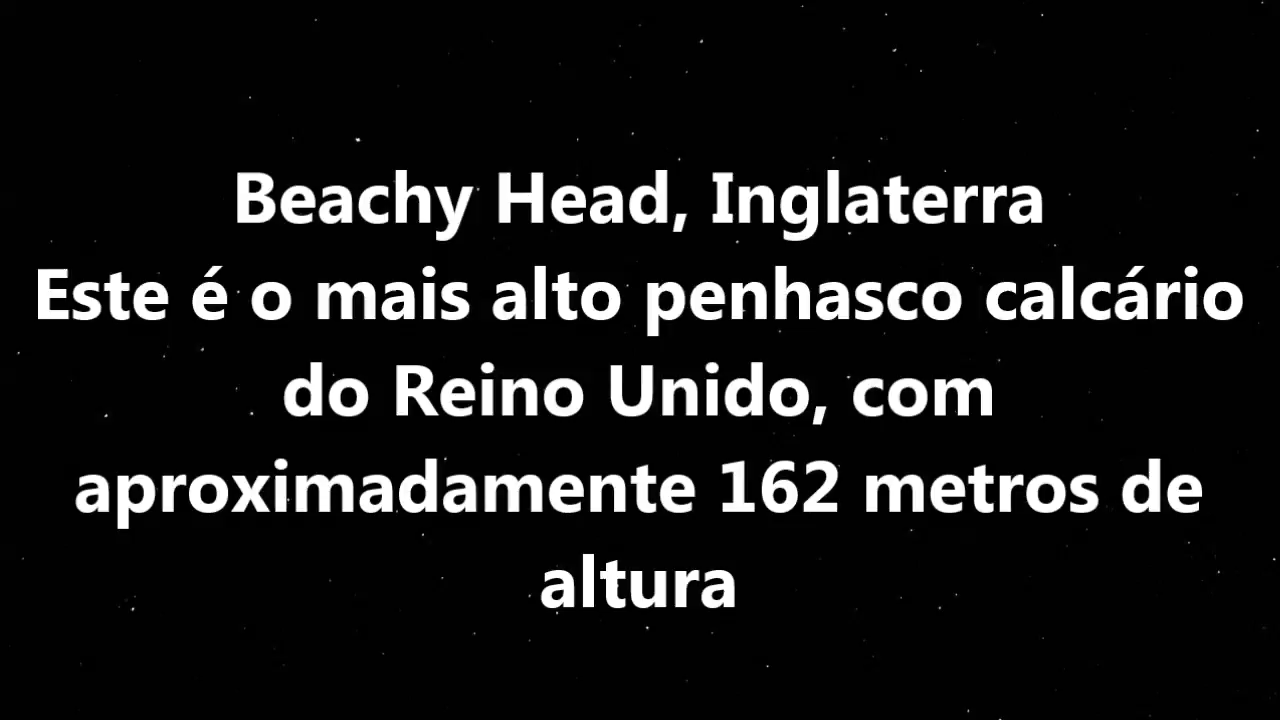 Beachy Head, Inglaterra
Este é o mais alto penhasco calcário
do Reino Unido, com
aproximadamente 162 metros de
altura